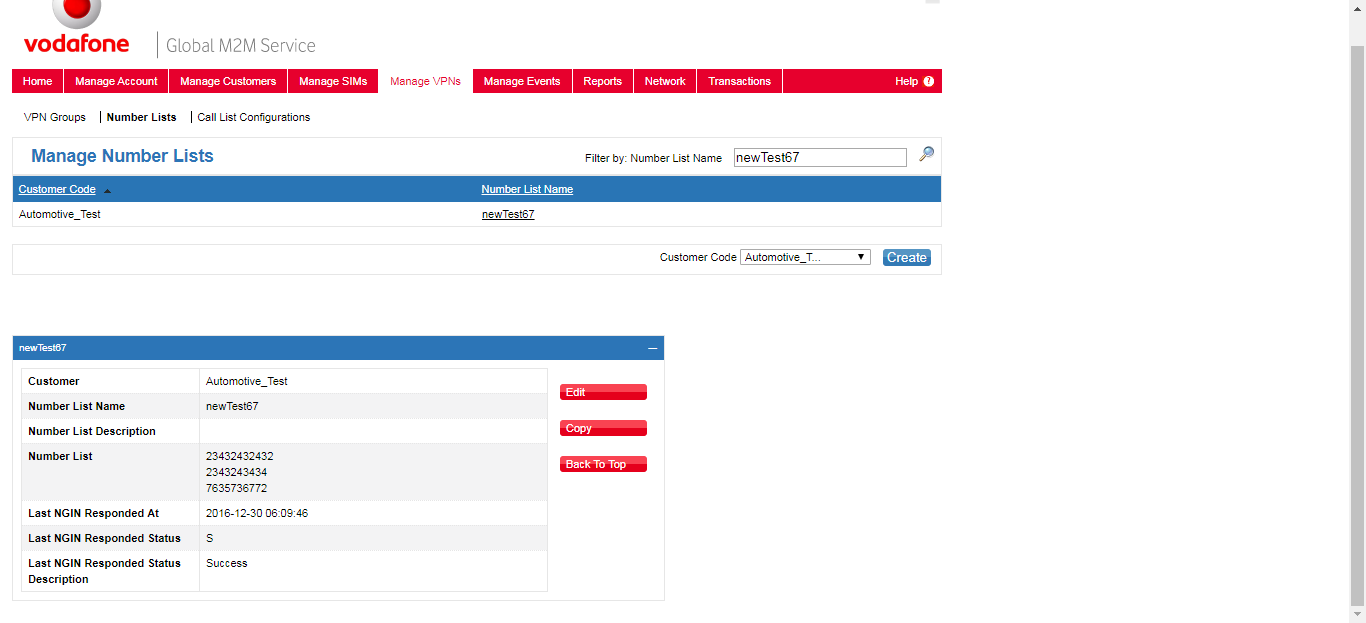 vodafone
Global M2M Service
Home Manage Account Manage Customers Manage SIMs Manage VPNs Manage Events Reports Network Transactions Help ?
VPN Groups Number Lists Call List Configurations
Manage Number Lists Filter by: Number List Name newTest67
Customer Code Number List Name
Automotive_Test newTest67
Customer Code Automotive_T... Create
newTest67
Customer Automotive_Test
Edit
Number List Name newTest67
Copy
Number List Description
Number List 23432432432
Back To Top
2343243434
7635736772
Last NGIN Responded At 2016-12-30 06:09:46
Last NGIN Responded Status S
Last NGIN Responded Status Success
Description